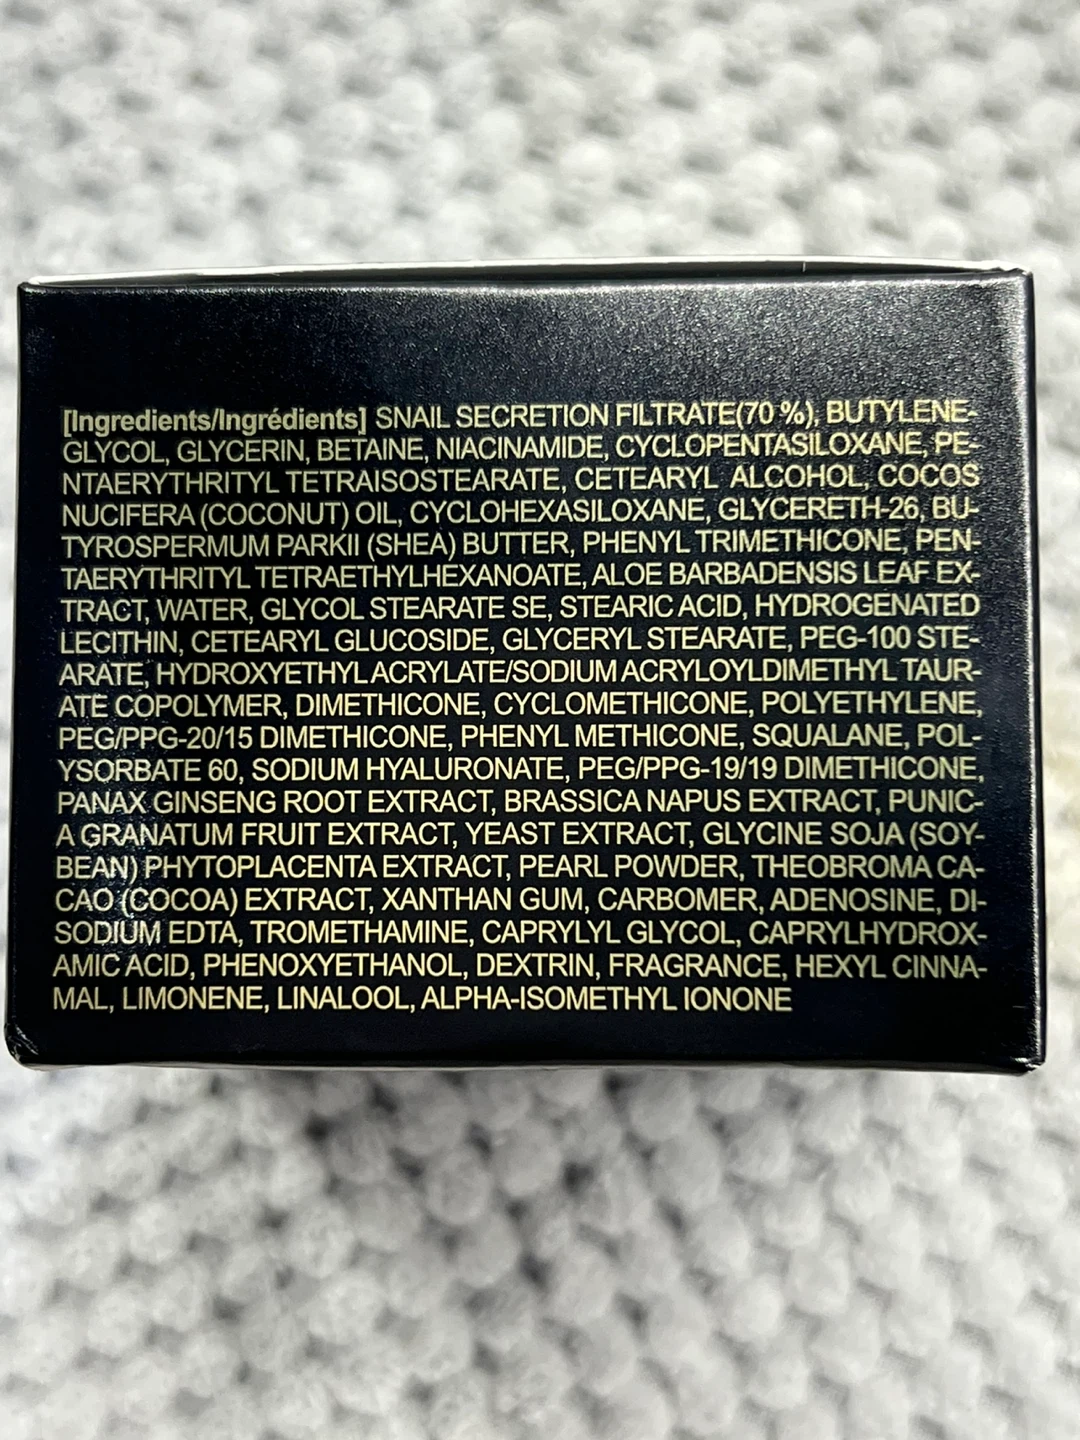 [Ingredients/Ingrédients] SNAIL SECRETION FILTRATE(70 %), BUTYLENE-
GLYCOL, GLYCERIN, BETAINE, NIACINAMIDE, CYCLOPENTASILOXANE, PE-
NTAERYTHRITYL TETRAISOSTEARATE, CETEARYL ALCOHOL, COCOS
NUCIFERA (COCONUT) OIL, CYCLOHEXASILOXANE, GLYCERETH-26, BU-
TYROSPERMUM PARKII (SHEA) BUTTER, PHENYL TRIMETHICONE, PEN-
TAERYTHRITYL TETRAETHYLHEXANOATE, ALOE BARBADENSIS LEAF EX-
TRACT, WATER, GLYCOL STEARATE SE, STEARIC ACID, HYDROGENATED
LECITHIN, CETEARYL GLUCOSIDE, GLYCERYL STEARATE, PEG-100 STE-
ARATE, HYDROXYETHYL ACRYLATE/SODIUM ACRYLOYLDIMETHYL TAUR-
ATE COPOLYMER, DIMETHICONE, CYCLOMETHICONE, POLYETHYLENE,
PEG/PPG-20/15 DIMETHICONE, PHENYL METHICONE, SQUALANE, POL-
YSORBATE 60, SODIUM HYALURONATE, PEG/PPG-19/19 DIMETHICONE,
PANAX GINSENG ROOT EXTRACT, BRASSICA NAPUS EXTRACT, PUNIC-
A GRANATUM FRUIT EXTRACT, YEAST EXTRACT, GLYCINE SOJA (SOY-
BEAN) PHYTOPLACENTA EXTRACT, PEARL POWDER, THEOBROMA CA-
CAO (COCOA) EXTRACT, XANTHAN GUM, CARBOMER, ADENOSINE, DI-
SODIUM EDTA, TROMETHAMINE, CAPRYLYL GLYCOL, CAPRYLHYDROX-
AMIC ACID, PHENOXYETHANOL, DEXTRIN, FRAGRANCE, HEXYL CINNA-
MAL, LIMONENE, LINALOOL, ALPHA-ISOMETHYL IONONE